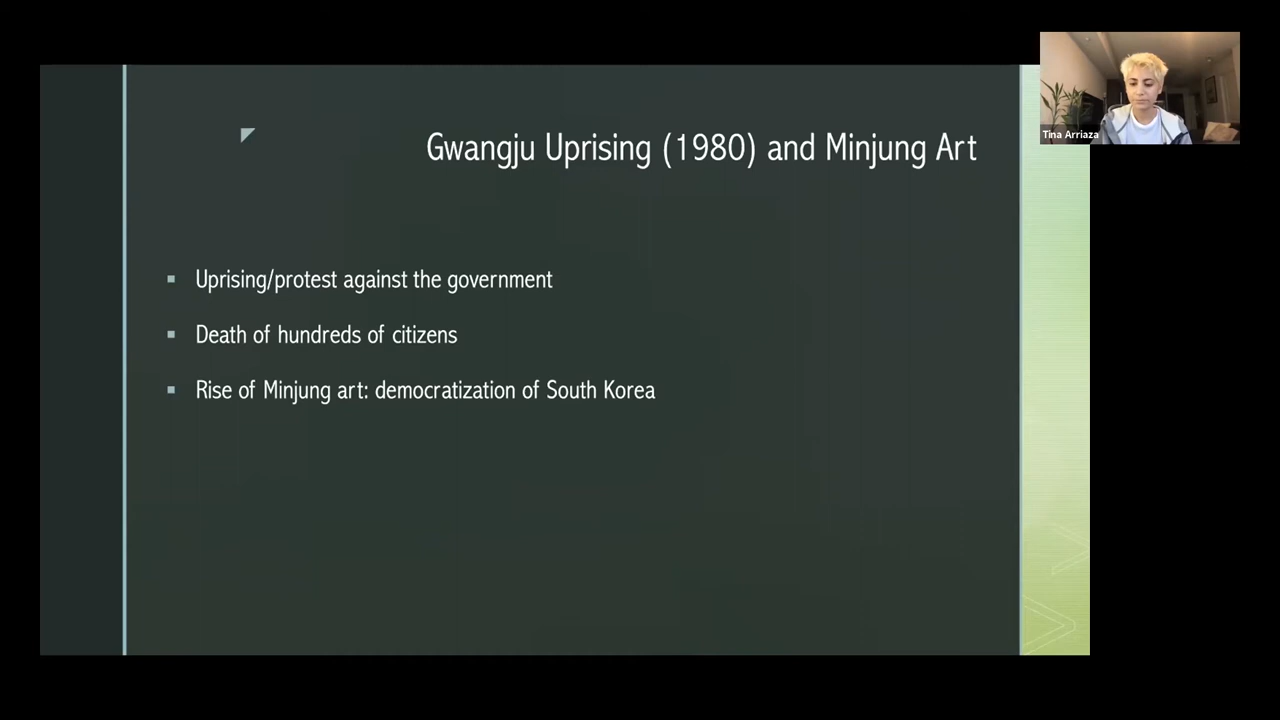 Gwangju Uprising (1980) and Minjung Art
Uprising/protest against the government
Death of hundreds of citizens
Rise of Minjung art: democratization of South Korea
Tina Arriaza